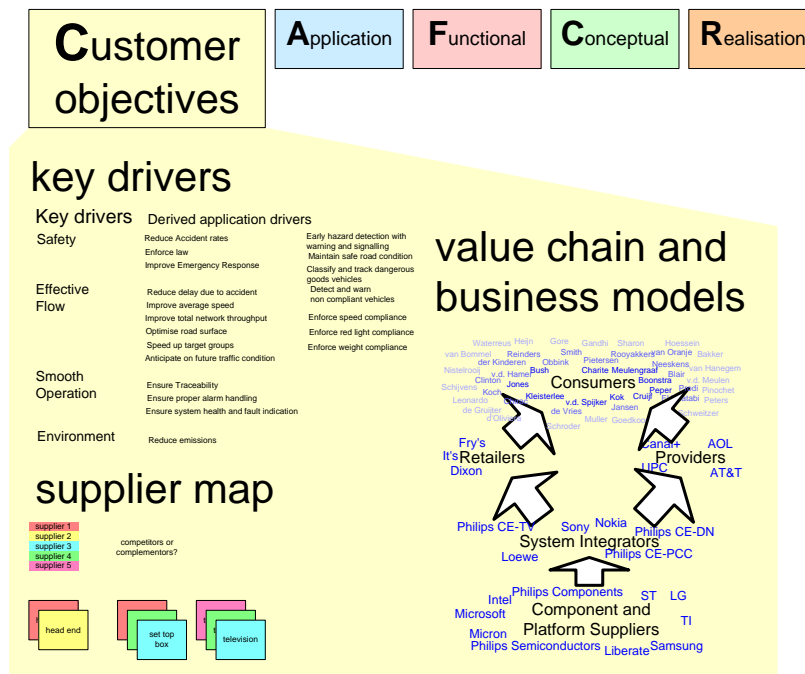 Customer
objectives
Application
Functional
Conceptual
Realisation
key drivers
Key drivers
Derived application drivers
Safety
Reduce Accident rates
Enforce law
Improve Emergency Response
Early hazard detection with
warning and signalling
Maintain safe road condition
Classify and track dangerous
goods vehicles
Detect and warn
non compliant vehicles
Enforce speed compliance
Enforce red light compliance
Enforce weight compliance
Effective
Flow
Reduce delay due to accident
Improve average speed
Improve total network throughput
Optimise road surface
Speed up target groups
Anticipate on future traffic condition
Smooth
Operation
Ensure Traceability
Ensure proper alarm handling
Ensure system health and fault indication
Environment
Reduce emissions
supplier map
supplier 1
supplier 2
supplier 3
supplier 4
supplier 5
competitors or
complementors?
head end
set top
box
television
value chain and
business models
Waterreus Heijn Gore Gandhi Sharon Hoessein
van Bommel Reinders Smith Rooyakkers van Oranje Bakker
der Kinderen Obbink Pietersen Neeskens
Nistelrooij v.d. Hamer Bush Charite Meulengraaf Blair van Hanegem
Clinton Jones Consumers Boonstra v.d. Meulen
Schijvens Koch Kleisterlee Kok Cruijf Peper Pinochet
Leonardo v.d. Spijker Jansen Peters
de Gruijter de Vries Schweitzer
Muller Goedkoop
Schroder
Fry's
It's Retailers
Dixon
Canal+ AOL
Providers
UPC AT&T
Philips CE-TV Sony Nokia Philips CE-DN
System Integrators
Loewe Philips CE-PCC
Philips Components ST LG
Intel
Microsoft Component and TI
Micron Platform Suppliers
Philips Semiconductors Liberate Samsung